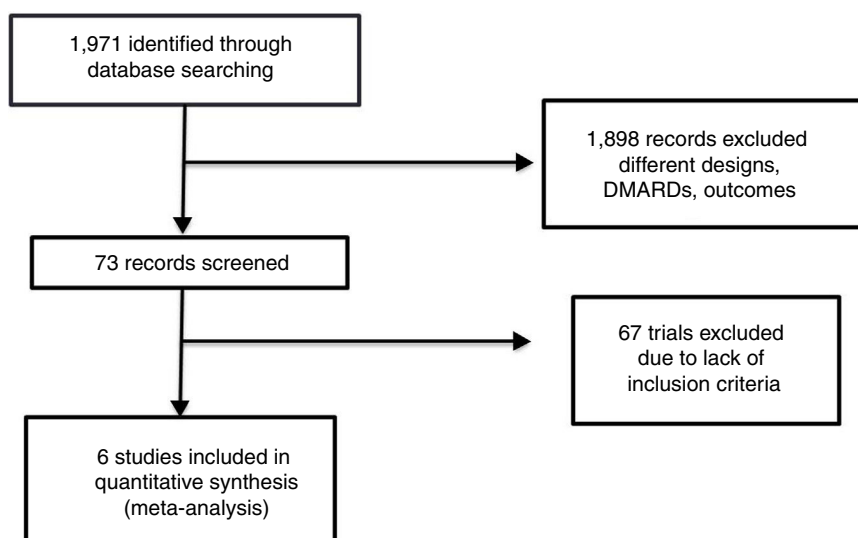 1,971 identified through
database searching
1,898 records excluded
different designs,
DMARDs, outcomes
73 records screened
67 trials excluded
due to lack of
inclusion criteria
6 studies included in
quantitative synthesis
(meta-analysis)